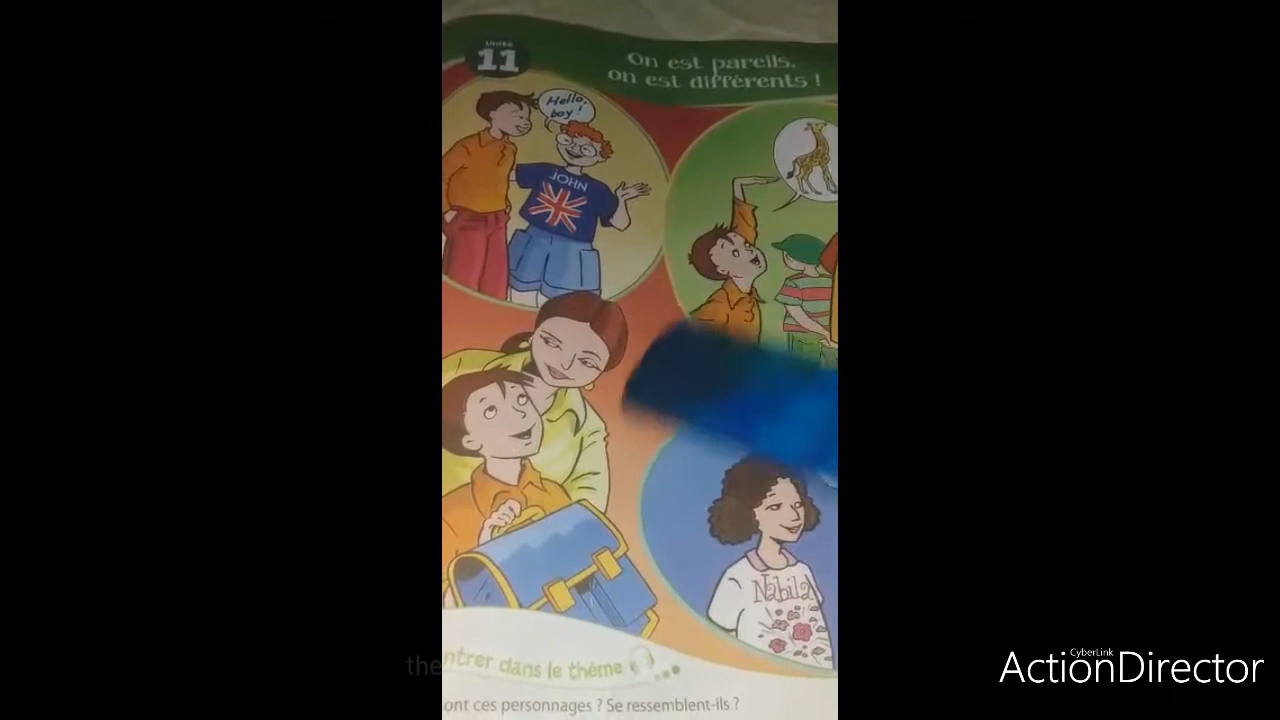 Unité
11
On est pareils,
on est différents !
Hello,
boy !
JOHN
Nabila
ntrer dans le thème
ont ces personnages ? Se ressemblent-ils ?
the
CyberLink
ActionDirector